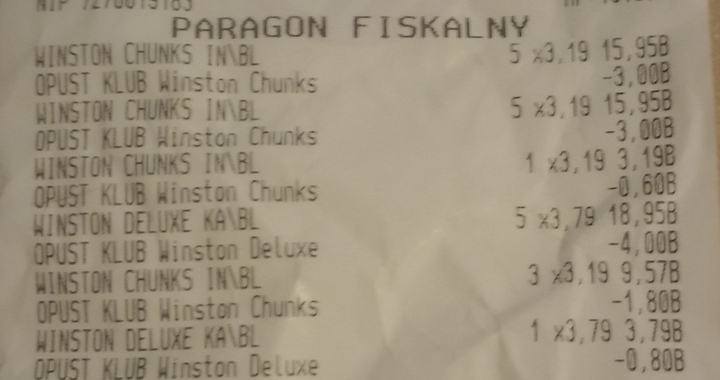 PARAGON FISKALNY
WINSTON CHUNKS IN\BL 5 x3,19 15,95B
OPUST KLUB Winston Chunks -3,00B
WINSTON CHUNKS IN\BL 5 x3,19 15,95B
OPUST KLUB Winston Chunks -3,00B
WINSTON CHUNKS IN\BL 1 x3,19 3,19B
OPUST KLUB Winston Chunks -0,60B
WINSTON DELUXE KA\BL 5 x3,79 18,95B
OPUST KLUB Winston Deluxe -4,00B
WINSTON CHUNKS IN\BL 3 x3,19 9,57B
OPUST KLUB Winston Chunks -1,80B
WINSTON DELUXE KA\BL 1 x3,79 3,79B
OPUST KLUB Winston Deluxe -0,80B